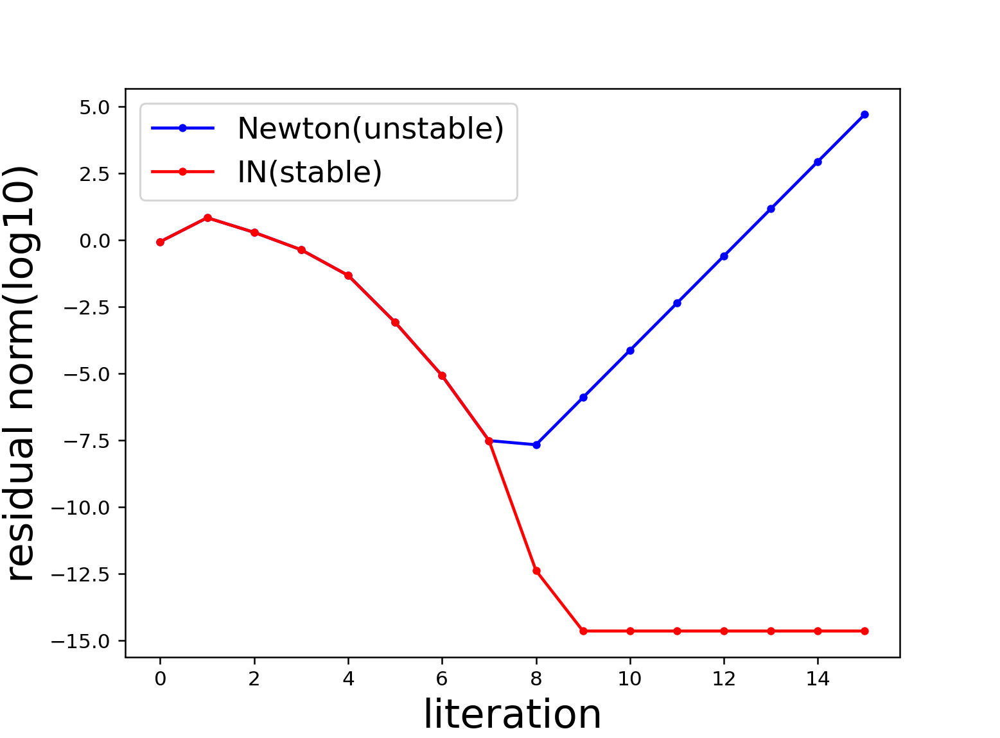 residual norm(log10)
5.0
2.5
0.0
−2.5
−5.0
−7.5
−10.0
−12.5
−15.0
Newton(unstable)
IN(stable)
0 2 4 6 8 10 12 14
literation